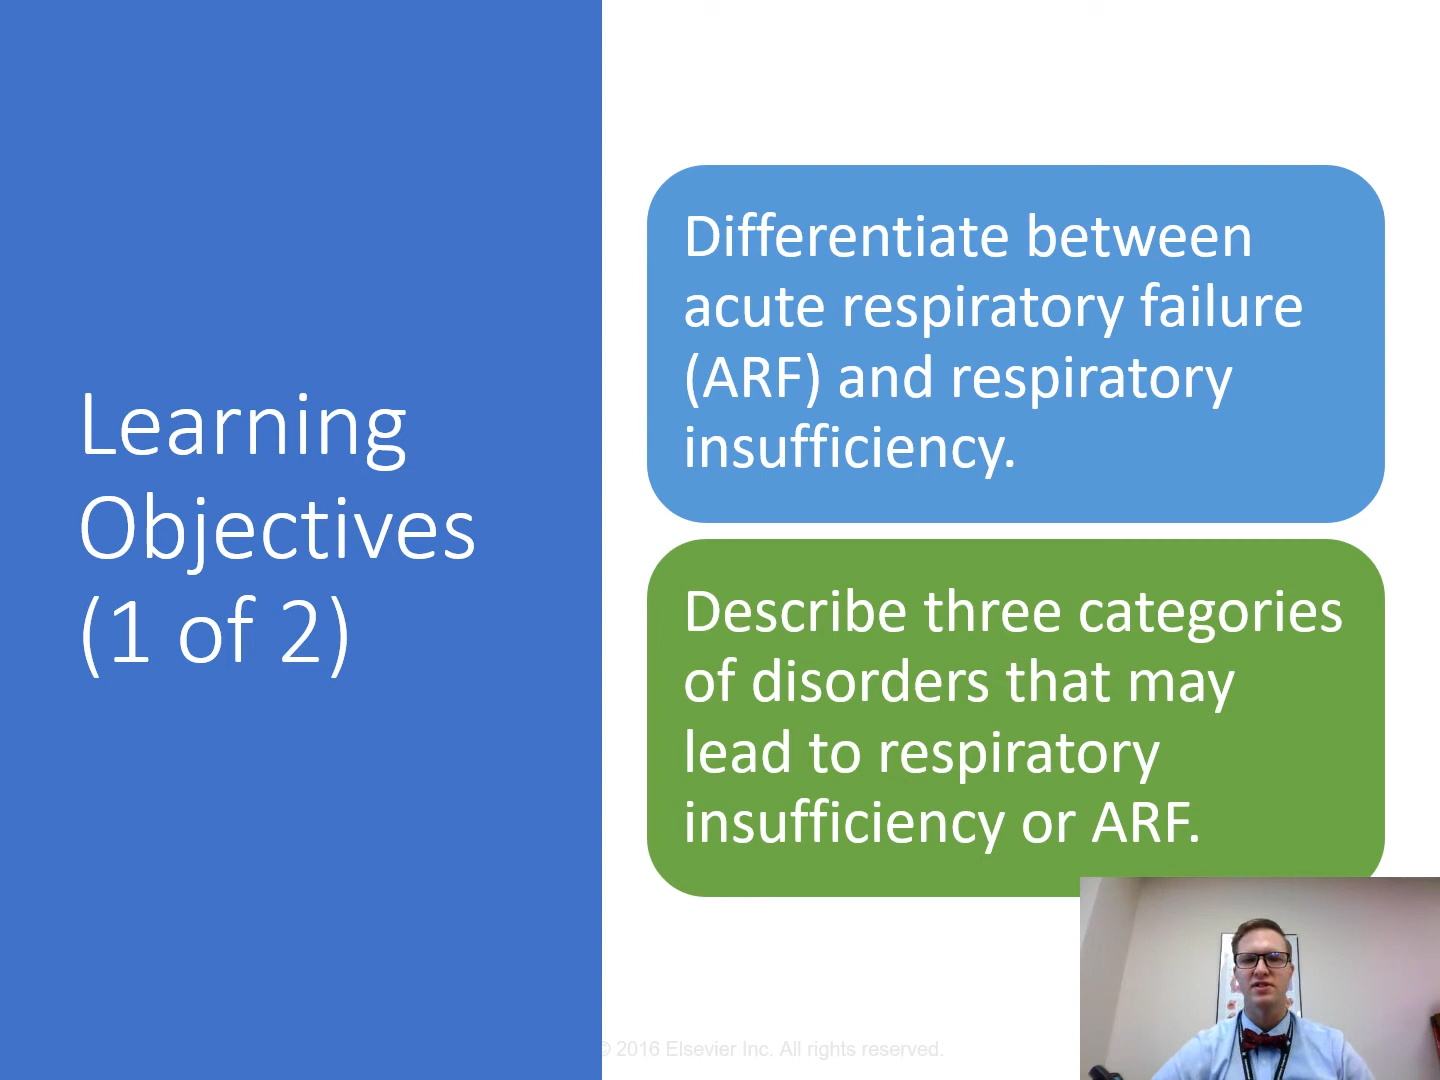 Learning
Objectives
(1 of 2)
Differentiate between
acute respiratory failure
(ARF) and respiratory
insufficiency.
Describe three categories
of disorders that may
lead to respiratory
insufficiency or ARF.
© 2016 Elsevier Inc. All rights reserved.